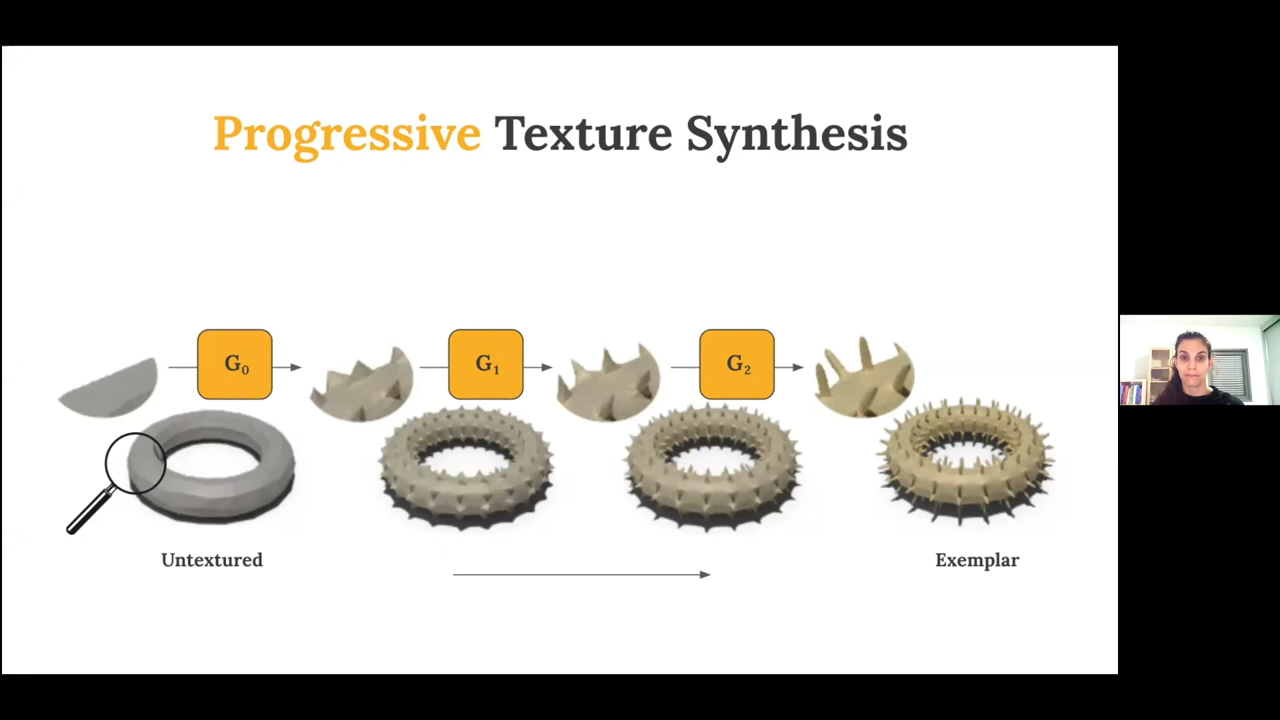 Progressive Texture Synthesis
G₀ G₁ G₂
Untextured Exemplar